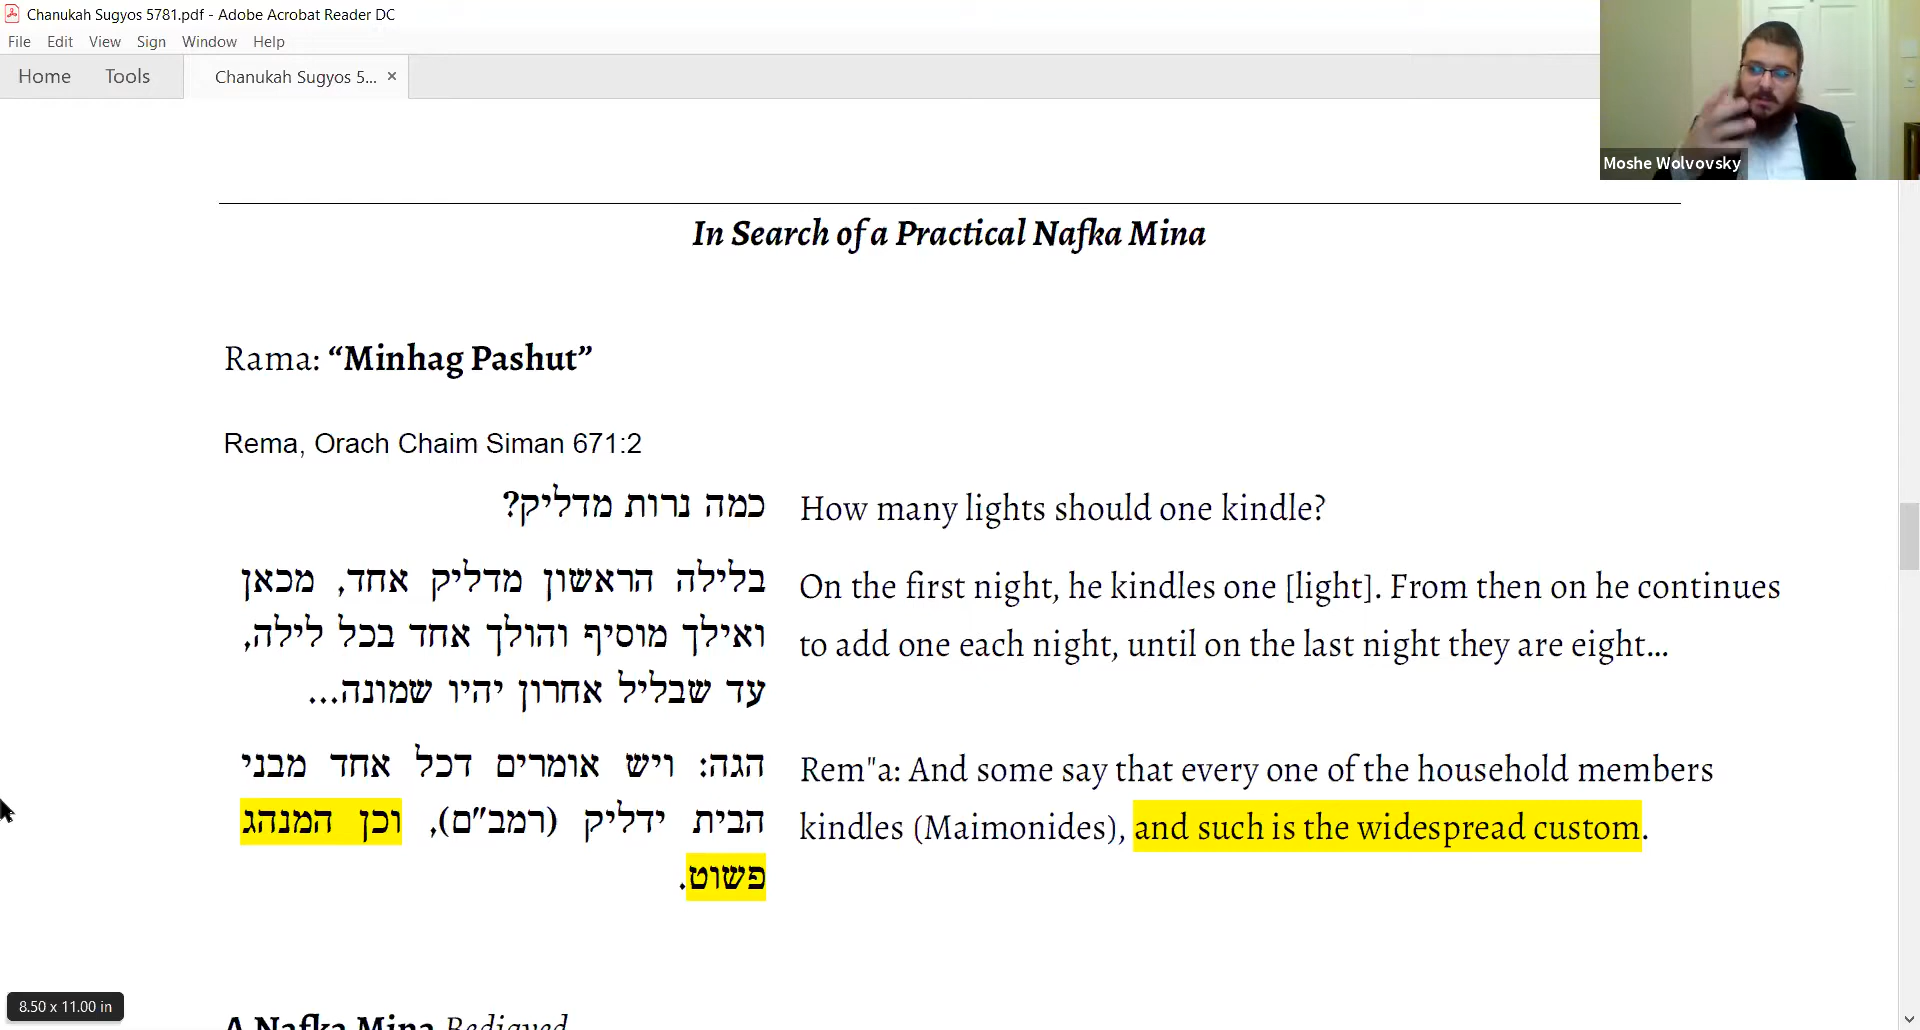 Chanukah Sugyos 5781.pdf - Adobe Acrobat Reader DC
File Edit View Sign Window Help
Home Tools Chanukah Sugyos 5... ×
Moshe Wolvovsky
In Search of a Practical Nafka Mina
Rama: “Minhag Pashut”
Rema, Orach Chaim Siman 671:2
כמה נרות מדליק?
How many lights should one kindle?
בלילה הראשון מדליק אחד, מכאן
ואילך מוסיף והולך אחד בכל לילה,
עד שבליל אחרון יהיו שמונה...
On the first night, he kindles one [light]. From then on he continues
to add one each night, until on the last night they are eight...
הגה: ויש אומרים דכל אחד מבני
הבית ידליק (רמב"ם), וכן המנהג
פשוט.
Rem"a: And some say that every one of the household members
kindles (Maimonides), and such is the widespread custom.
8.50 x 11.00 in
A Nafka Mina